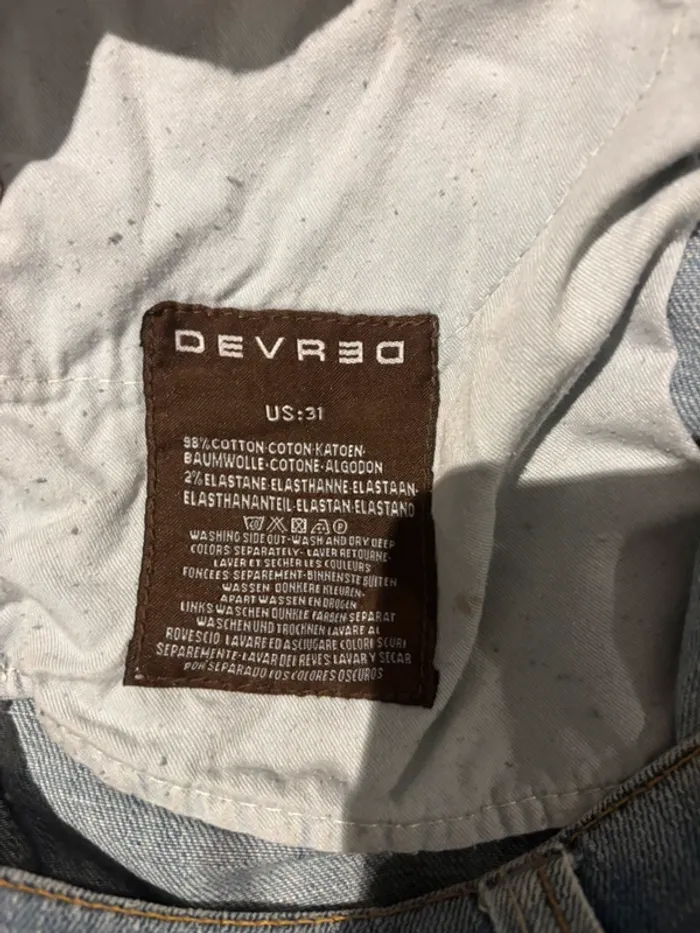 DEVRED
US:31
98% COTTON·COTON·KATOEN·
BAUMWOLLE·COTONE·ALGODON
2% ELASTANE·ELASTHANNE·ELASTAAN·
ELASTHANANTEIL·ELASTAN·ELASTANO
WASHING SIDE OUT-WASH AND DRY DEEP
COLORS SEPARATELY- LAVER RETOURNE-
LAVER ET SECHER LES COULEURS
FONCEES SEPAREMENT-BINNENSTE BUITEN
WASSEN DONKERE KLEUREN-
APART WASSEN EN DROGEN
LINKS WASCHEN DUNKLE FARBEN SEPARAT
WASCHEN UND TROCKNEN LAVARE AL
ROVESCIO LAVARE ED ASCIUGARE COLORI SCURI
SEPAREMENTE-LAVAR DEI REVES LAVAR Y SECAR
POR SEPARADO LOS COLORES OSCUROS